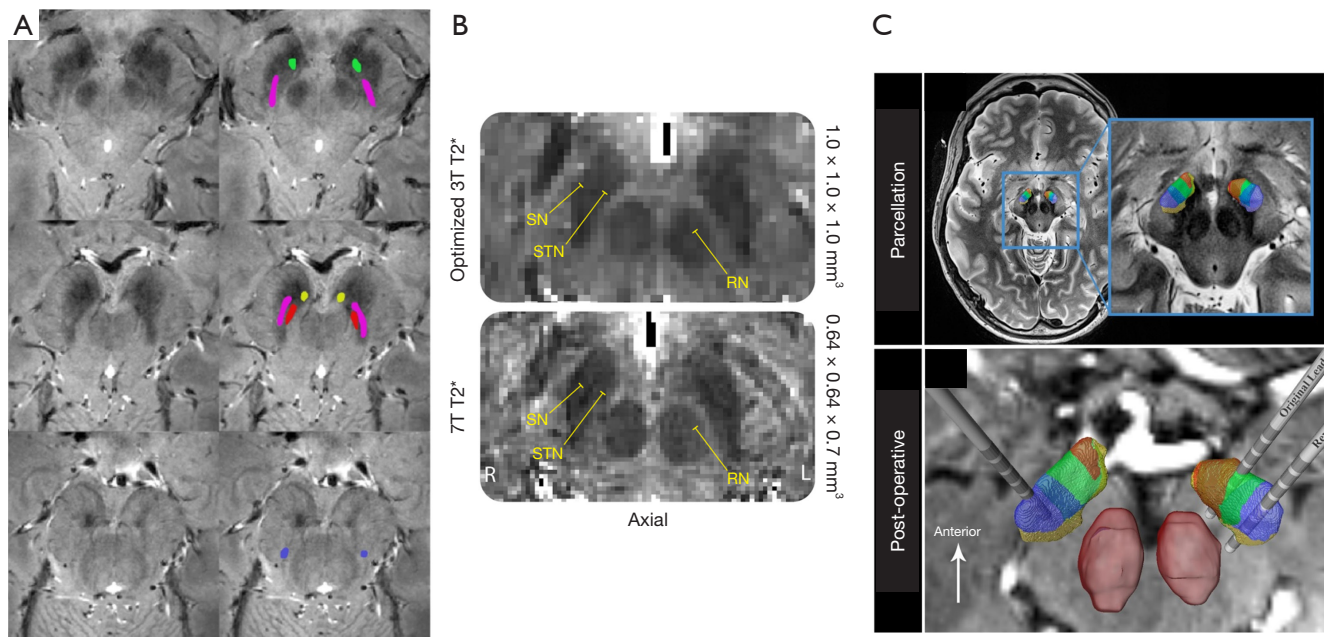 A
B
C
Optimized 3T T2*
SN
STN
RN
1.0 × 1.0 × 1.0 mm³
7T T2*
SN
STN
RN
R
L
0.64 × 0.64 × 0.7 mm³
Axial
Parcellation
Post-operative
Original Lead
Anterior